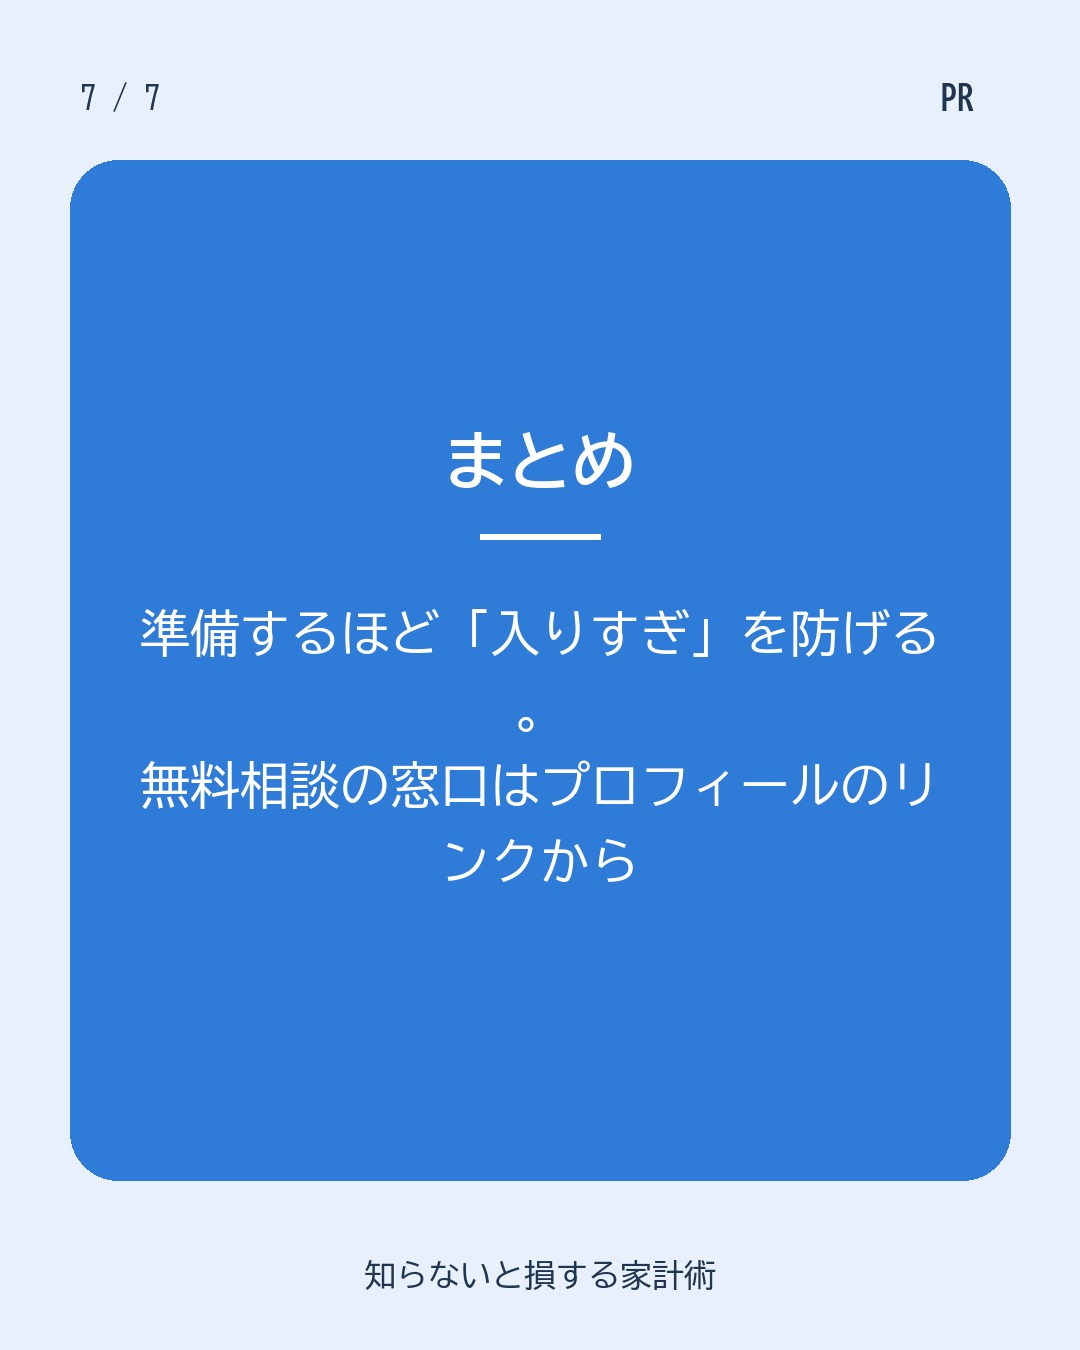 7 / 7
PR
まとめ
準備するほど「入りすぎ」を防げる
。
無料相談の窓口はプロフィールのリ
ンクから
知らないと損する家計術